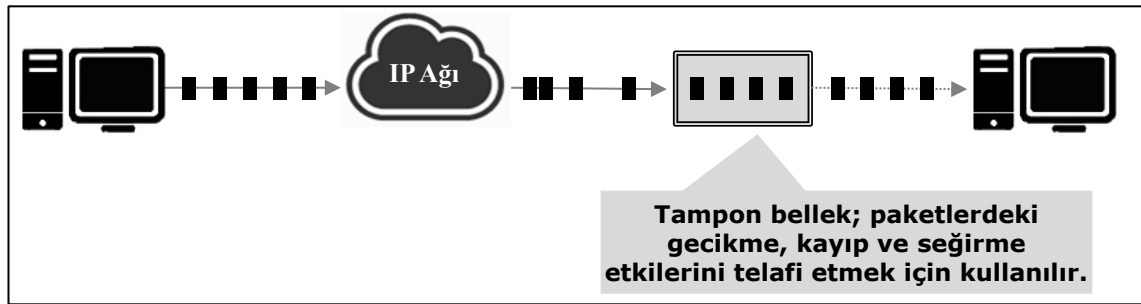 IP Ağı
Tampon bellek; paketlerdeki
gecikme, kayıp ve seğirme
etkilerini telafi etmek için kullanılır.